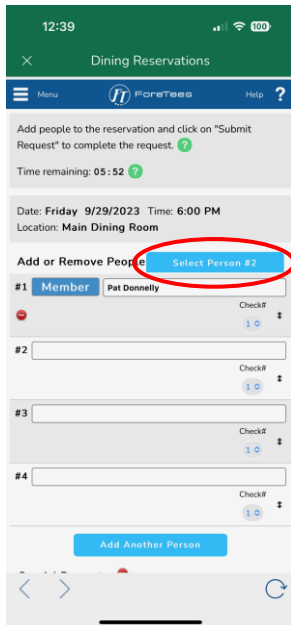 12:39
100
× Dining Reservations
Menu FT ForeTees Help ?
Add people to the reservation and click on "Submit
Request" to complete the request. ?
Time remaining: 05:52 ?
Date: Friday 9/29/2023 Time: 6:00 PM
Location: Main Dining Room
Add or Remove People Select Person #2
#1 Member Pat Donnelly
Check#
1
#2
Check#
1
#3
Check#
1
#4
Check#
1
Add Another Person